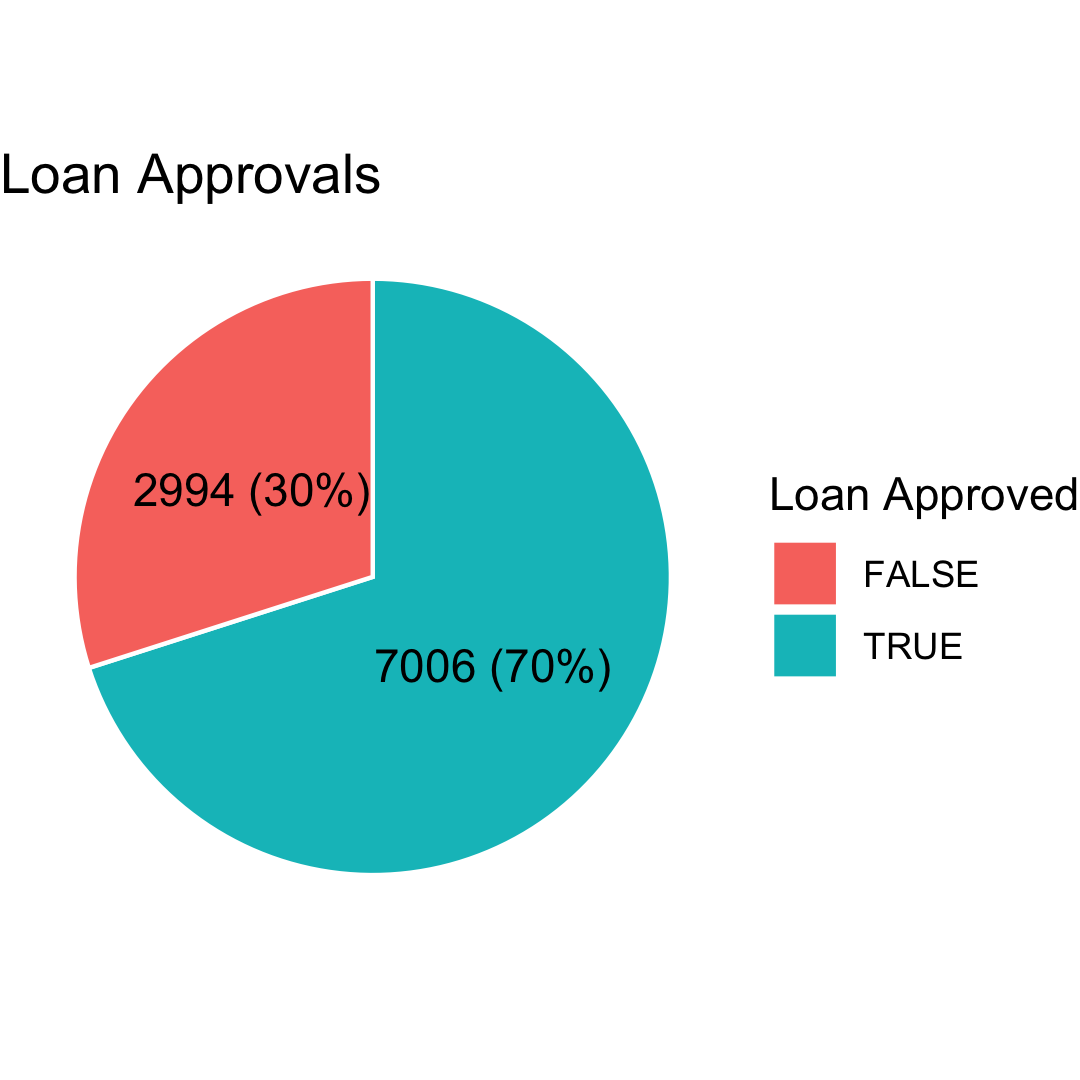 Loan Approvals
2994 (30%)
7006 (70%)
Loan Approved
FALSE
TRUE